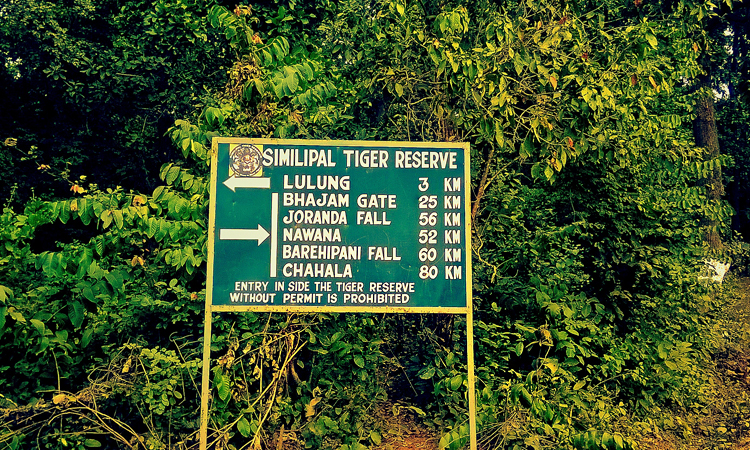 SIMILIPAL TIGER RESERVE
LULUNG 3 KM
BHAJAM GATE 25 KM
JORANDA FALL 56 KM
NAWANA 52 KM
BAREHIPANI FALL 60 KM
CHAHALA 80 KM
ENTRY IN SIDE THE TIGER RESERVE
WITHOUT PERMIT IS PROHIBITED